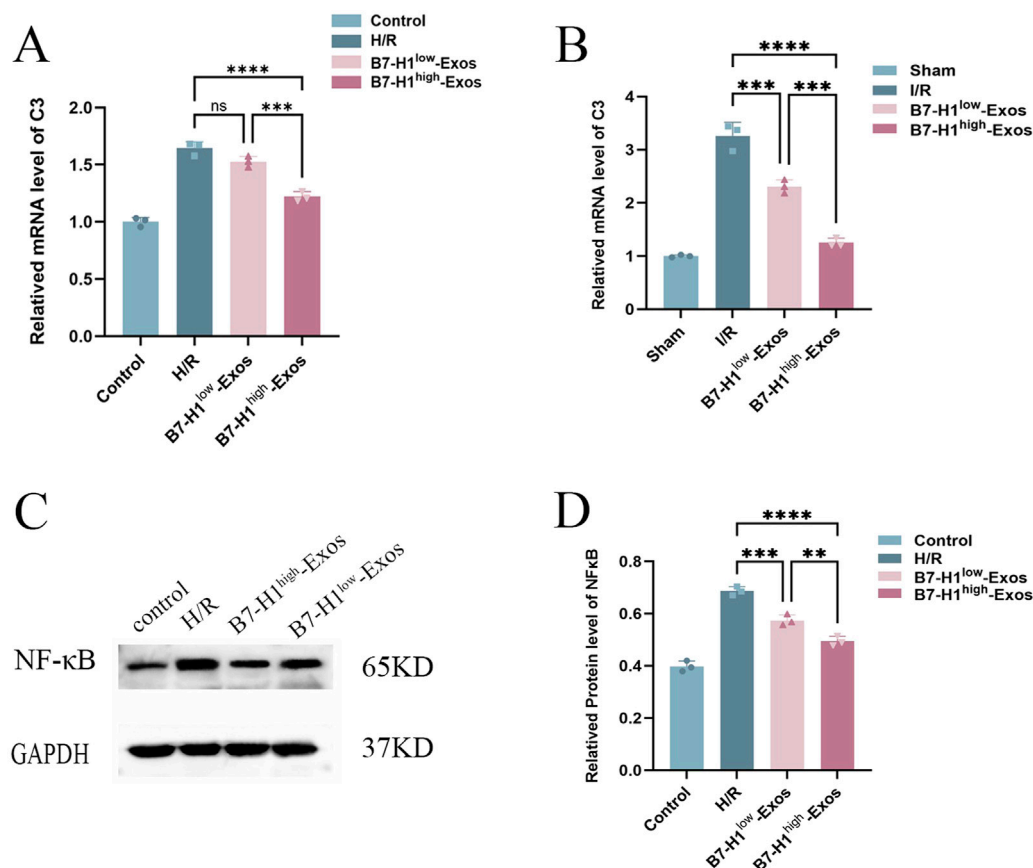 A
Control
H/R
B7-H1low-Exos
B7-H1high-Exos
Relatived mRNA level of C3
2.0
1.5
1.0
0.5
0.0
****
ns
***
Control
H/R
B7-H1low-Exos
B7-H1high-Exos
B
Sham
I/R
B7-H1low-Exos
B7-H1high-Exos
Relatived mRNA level of C3
4
3
2
1
0
****
***
***
Sham
I/R
B7-H1low-Exos
B7-H1high-Exos
C
control
H/R
B7-H1high-Exos
B7-H1low-Exos
NF-κB
65KD
GAPDH
37KD
D
Control
H/R
B7-H1low-Exos
B7-H1high-Exos
Relatived Protein level of NFκB
0.8
0.6
0.4
0.2
0.0
****
***
**
Control
H/R
B7-H1low-Exos
B7-H1high-Exos